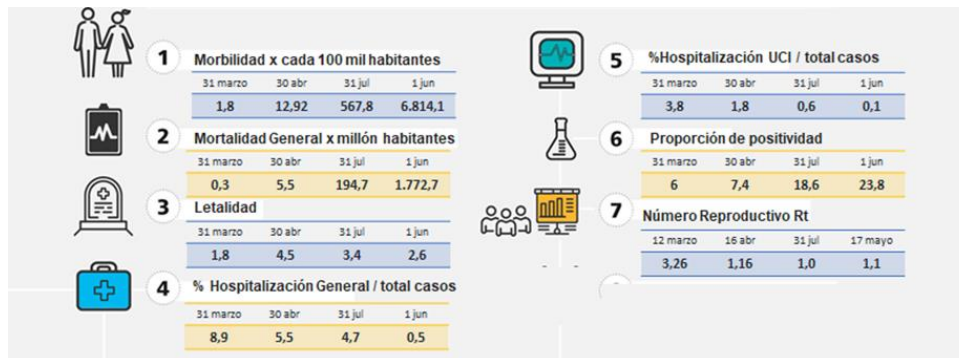 1
Morbilidad x cada 100 mil habitantes
31 marzo 30 abr 31 jul 1 jun
1,8 12,92 567,8 6.814,1
2
Mortalidad General x millón habitantes
31 marzo 30 abr 31 jul 1 jun
0,3 5,5 194,7 1.772,7
3
Letalidad
31 marzo 30 abr 31 jul 1 jun
1,8 4,5 3,4 2,6
4
% Hospitalización General / total casos
31 marzo 30 abr 31 jul 1 jun
8,9 5,5 4,7 0,5
5
%Hospitalización UCI / total casos
31 marzo 30 abr 31 jul 1 jun
3,8 1,8 0,6 0,1
6
Proporción de positividad
31 marzo 30 abr 31 jul 1 jun
6 7,4 18,6 23,8
7
Número Reproductivo Rt
12 marzo 16 abr 31 jul 17 mayo
3,26 1,16 1,0 1,1